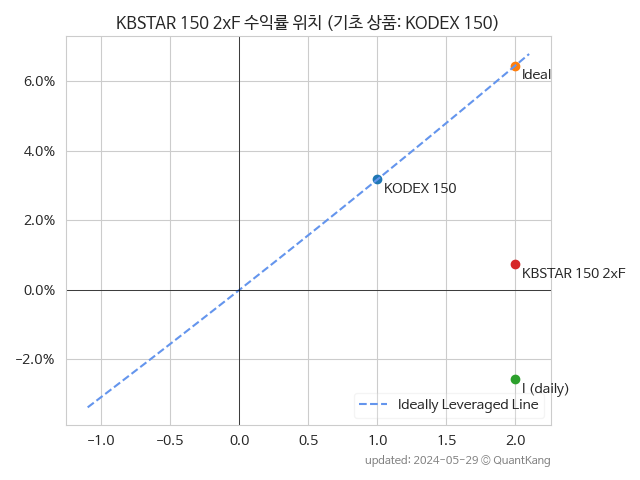 KBSTAR 150 2xF 수익률 위치 (기초 상품: KODEX 150)
6.0%
4.0%
2.0%
0.0%
−2.0%
Ideal
KODEX 150
KBSTAR 150 2xF
I (daily)
Ideally Leveraged Line
−1.0 −0.5 0.0 0.5 1.0 1.5 2.0
updated: 2024-05-29 © QuantKang